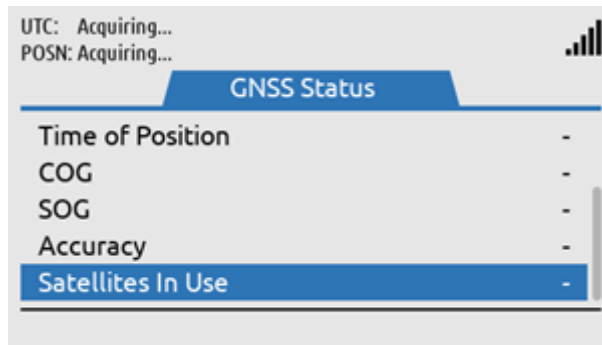 UTC: Acquiring...
POSN: Acquiring...
GNSS Status
Time of Position -
COG -
SOG -
Accuracy -
Satellites In Use -